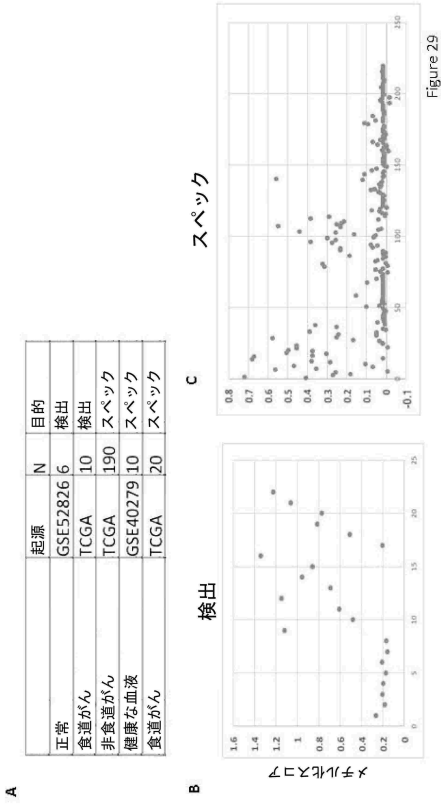 A
起源 N 目的
正常 GSE52826 6 検出
食道がん TCGA 10 検出
非食道がん TCGA 190 スペック
健康な血液 GSE40279 10 スペック
食道がん TCGA 20 スペック
B
検出
メチル化スコア
1.6
1.4
1.2
1
0.8
0.6
0.4
0.2
0
0 5 10 15 20 25
C
スペック
0.8
0.7
0.6
0.5
0.4
0.3
0.2
0.1
0
-0.1
0 50 100 150 200 250
Figure 29